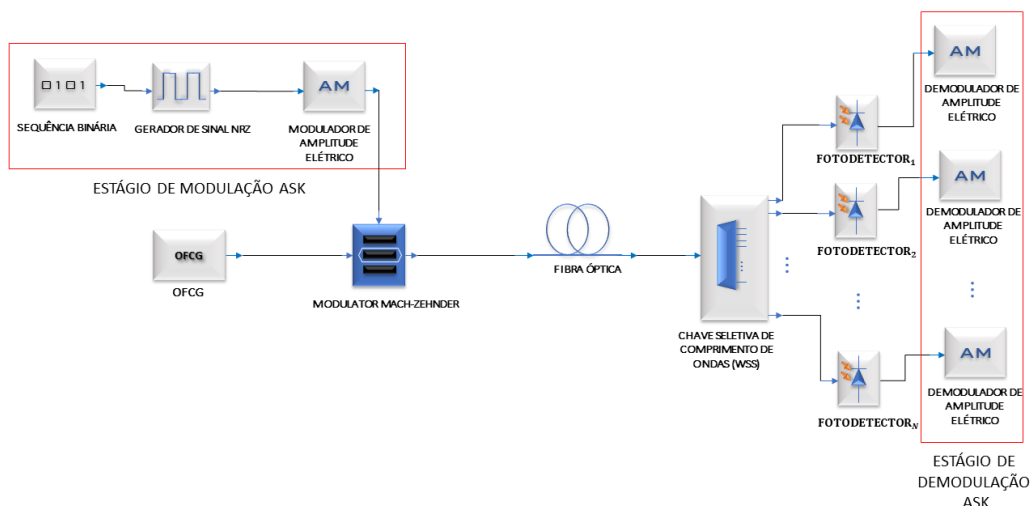 0101
SEQUÊNCIA BINÁRIA
GERADOR DE SINAL NRZ
AM
MODULADOR DE
AMPLITUDE
ELÉTRICO
ESTÁGIO DE MODULAÇÃO ASK
OFCG
OFCG
MODULATOR MACH-ZEHNDER
FIBRA ÓPTICA
CHAVE SELETIVA DE
COMPRIMENTO DE
ONDAS (WSS)
FOTODETECTOR₁
FOTODETECTOR₂
FOTODETECTOR_N
AM
DEMODULADOR DE
AMPLITUDE
ELÉTRICO
AM
DEMODULADOR DE
AMPLITUDE
ELÉTRICO
AM
DEMODULADOR DE
AMPLITUDE
ELÉTRICO
ESTÁGIO DE
DEMODULAÇÃO
ASK